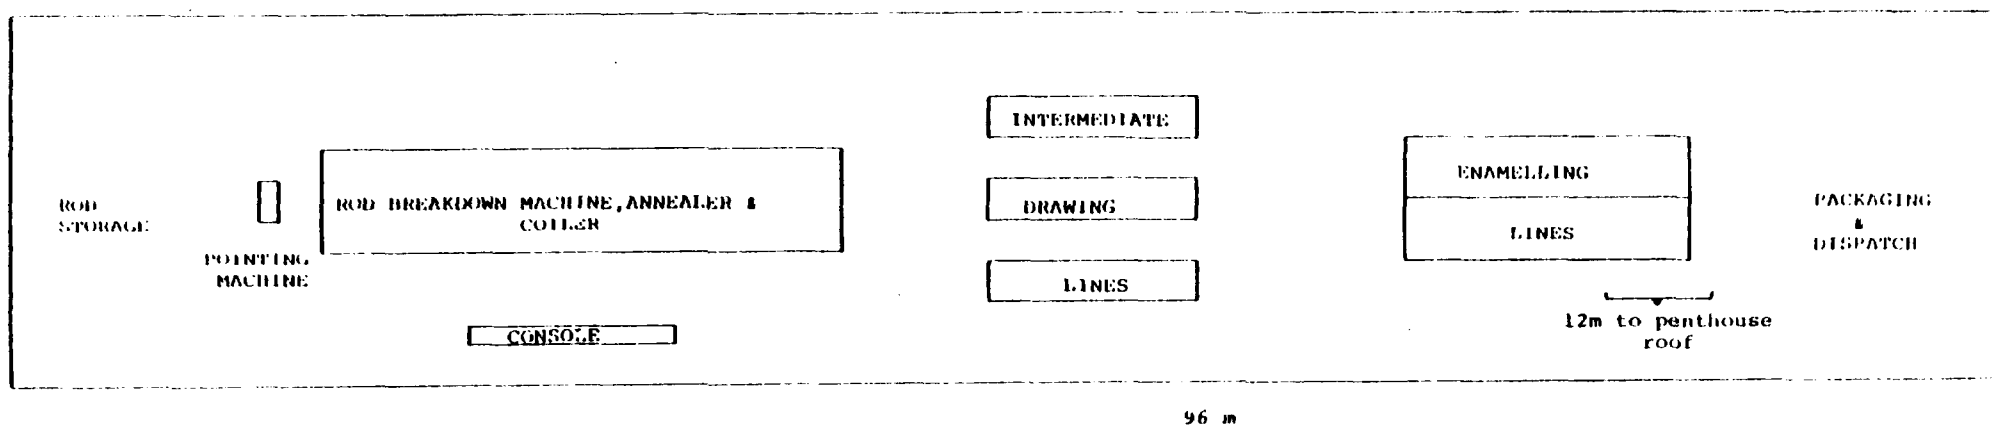 ROD
STORAGE
POINTING
MACHINE
ROD BREAKDOWN MACHINE, ANNEALER &
COILER
CONSOLE
INTERMEDIATE
DRAWING
LINES
ENAMELLING
LINES
12m to penthouse
roof
PACKAGING
&
DISPATCH
96 m